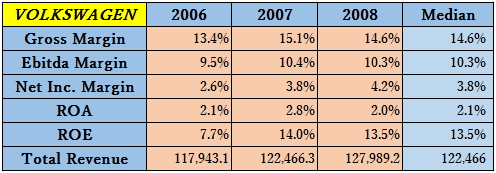 VOLKSWAGEN 2006 2007 2008 Median
Gross Margin 13.4% 15.1% 14.6% 14.6%
Ebitda Margin 9.5% 10.4% 10.3% 10.3%
Net Inc. Margin 2.6% 3.8% 4.2% 3.8%
ROA 2.1% 2.8% 2.0% 2.1%
ROE 7.7% 14.0% 13.5% 13.5%
Total Revenue 117,943.1 122,466.3 127,989.2 122,466